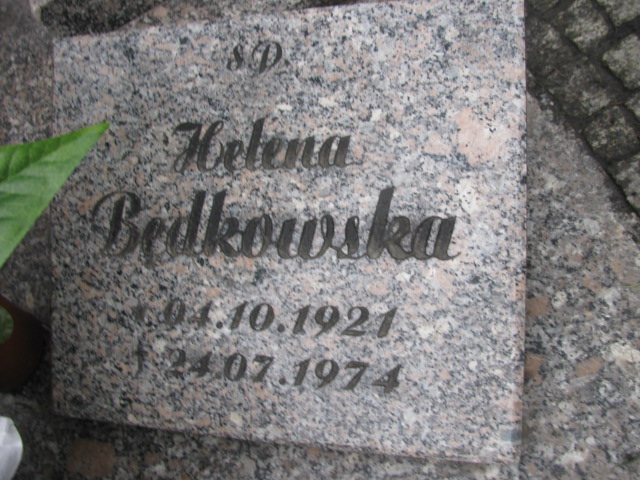 ś.P.
Helena
Będkowska
* 04.10.1921
† 24.07.1974